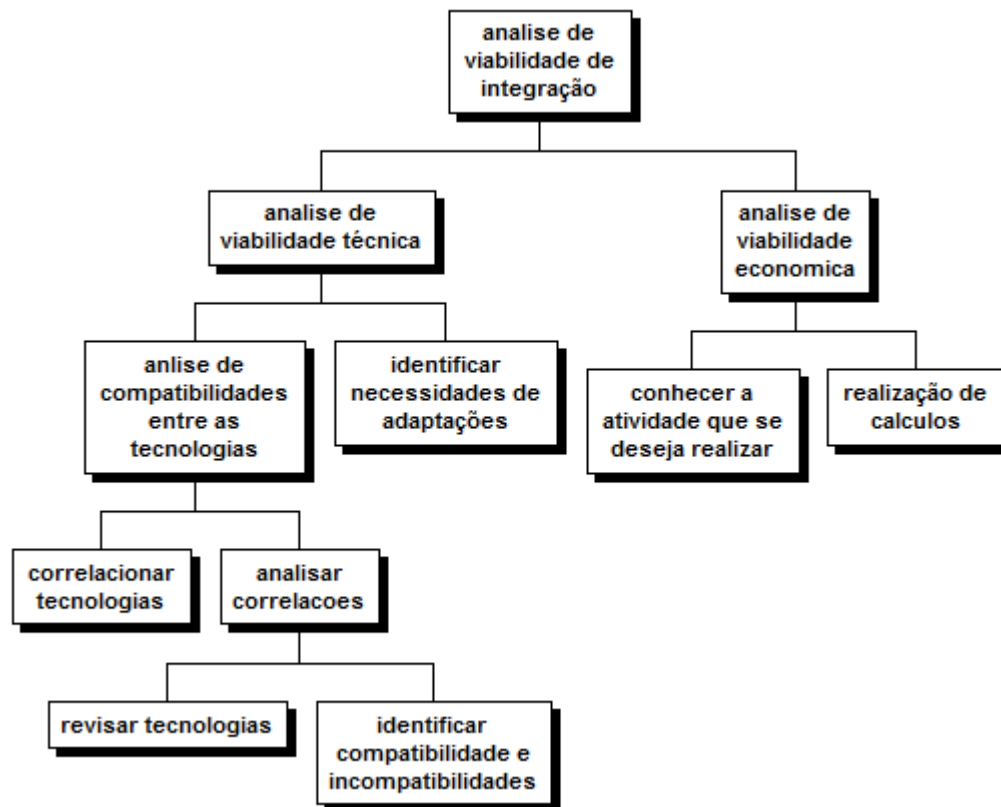 analise de
viabilidade de
integração
analise de
viabilidade técnica
analise de
viabilidade
economica
anlise de
compatibilidades
entre as
tecnologias
identificar
necessidades de
adaptações
conhecer a
atividade que se
deseja realizar
realização de
calculos
correlacionar
tecnologias
analisar
correlacoes
revisar tecnologias
identificar
compatibilidade e
incompatibilidades